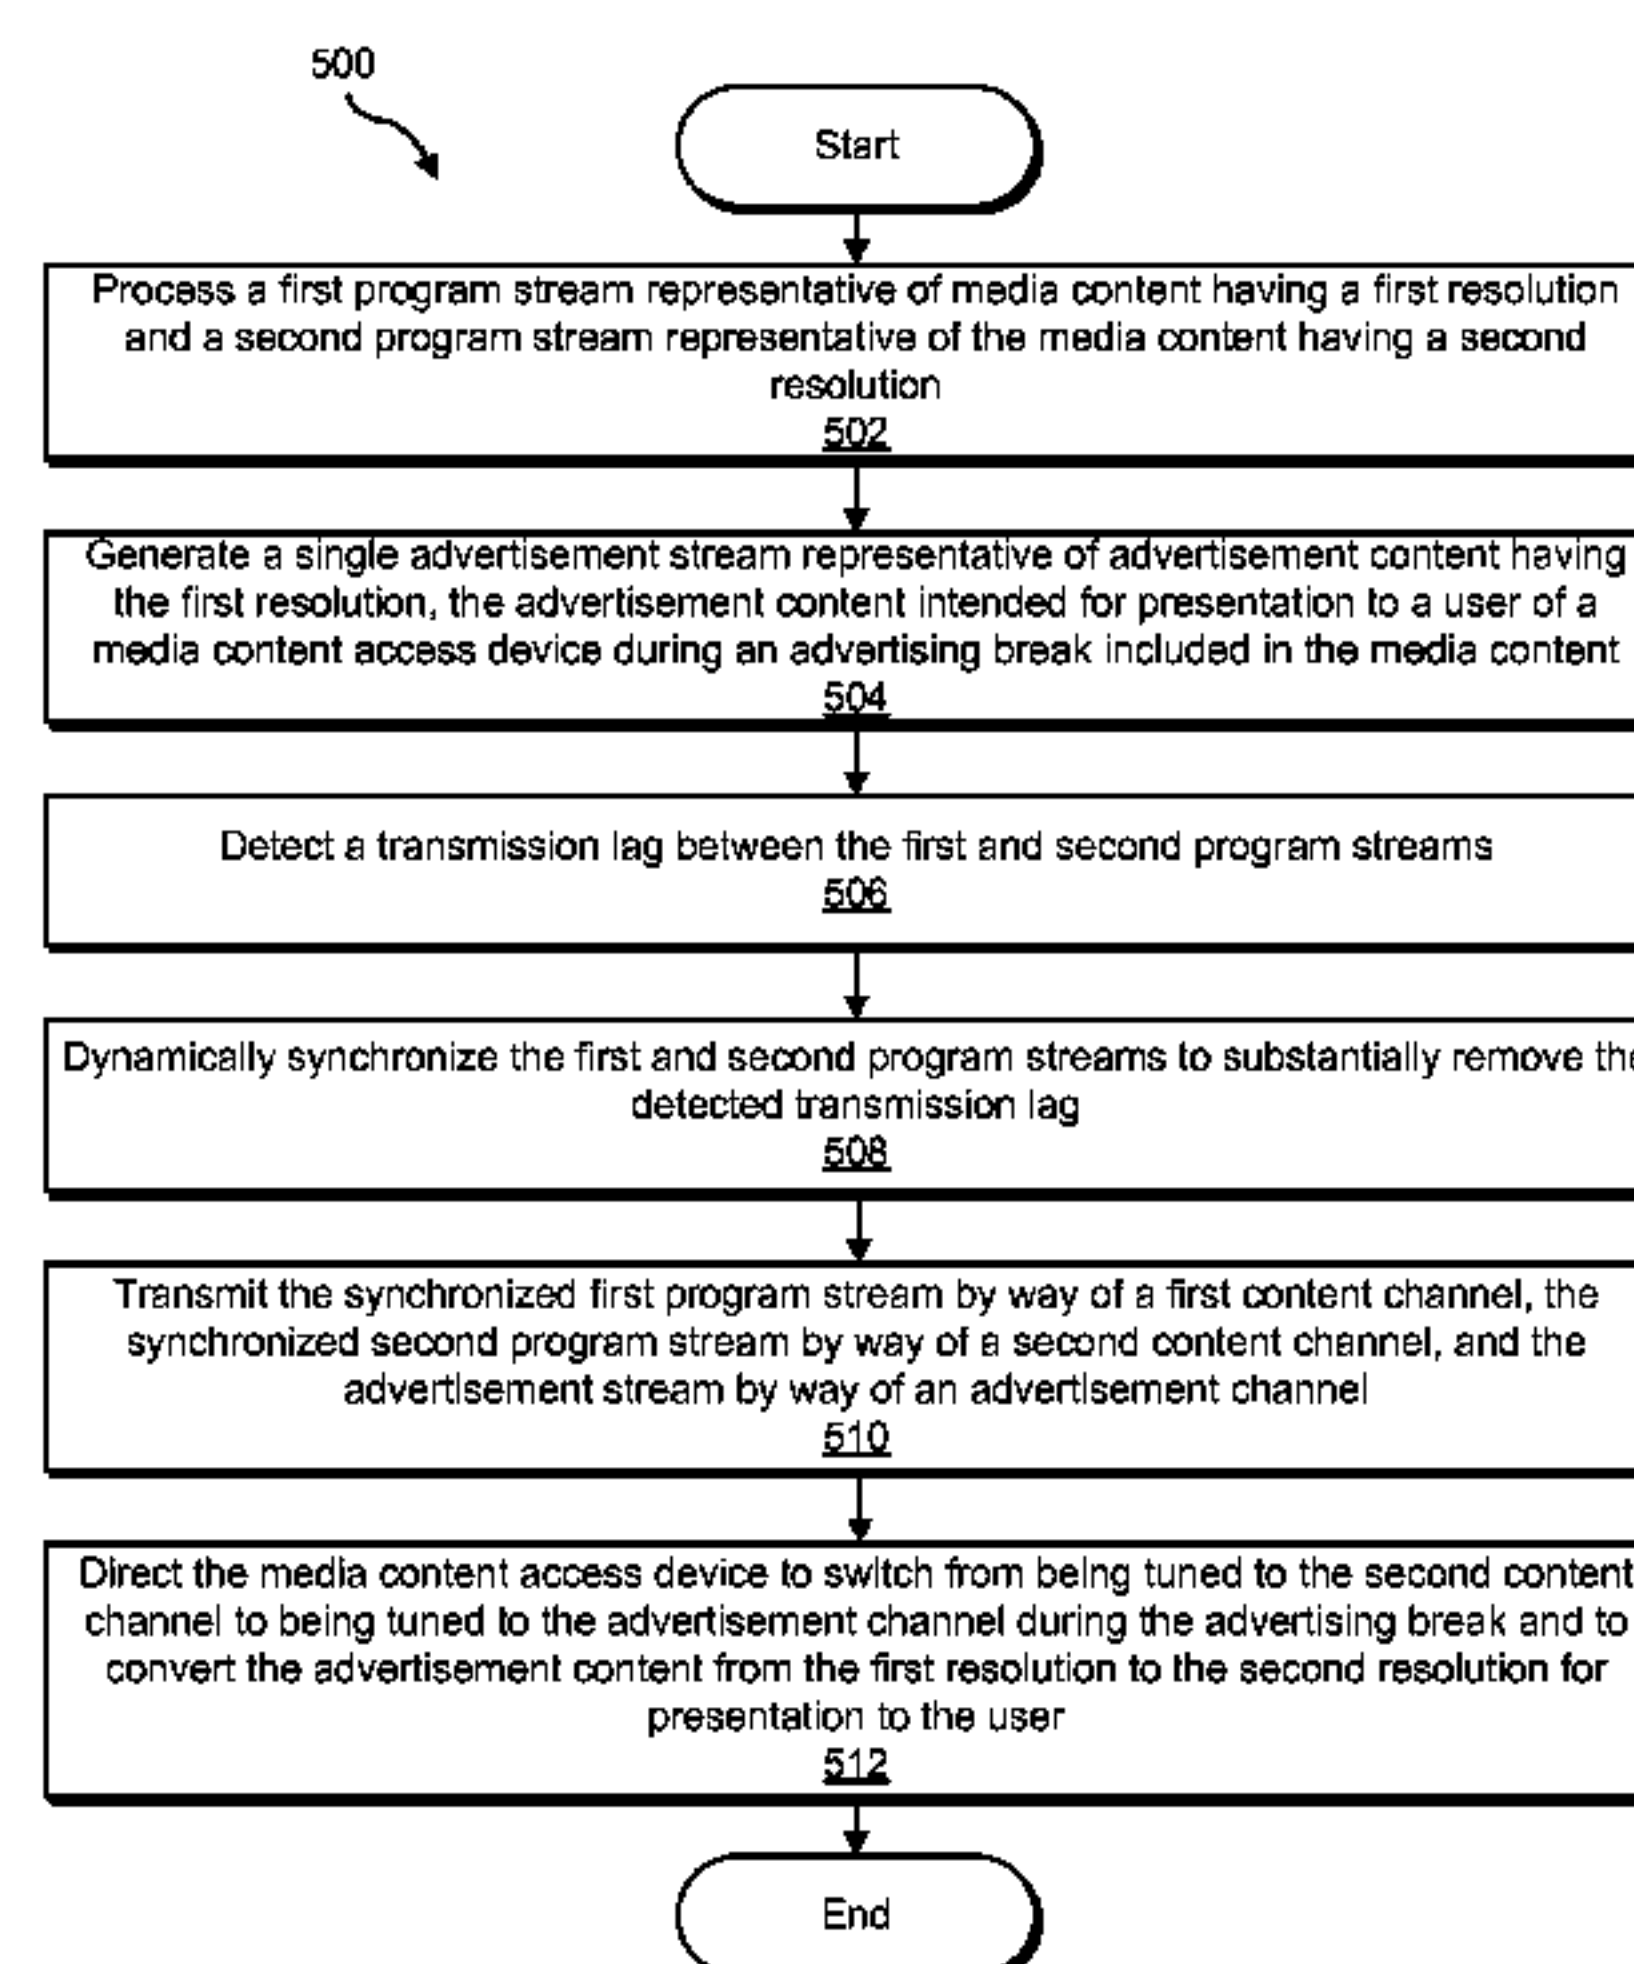 500
Start
Process a first program stream representative of media content having a first resolution
and a second program stream representative of the media content having a second
resolution
502
Generate a single advertisement stream representative of advertisement content having
the first resolution, the advertisement content intended for presentation to a user of a
media content access device during an advertising break included in the media content
504
Detect a transmission lag between the first and second program streams
506
Dynamically synchronize the first and second program streams to substantially remove the
detected transmission lag
508
Transmit the synchronized first program stream by way of a first content channel, the
synchronized second program stream by way of a second content channel, and the
advertisement stream by way of an advertisement channel
510
Direct the media content access device to switch from being tuned to the second content
channel to being tuned to the advertisement channel during the advertising break and to
convert the advertisement content from the first resolution to the second resolution for
presentation to the user
512
End